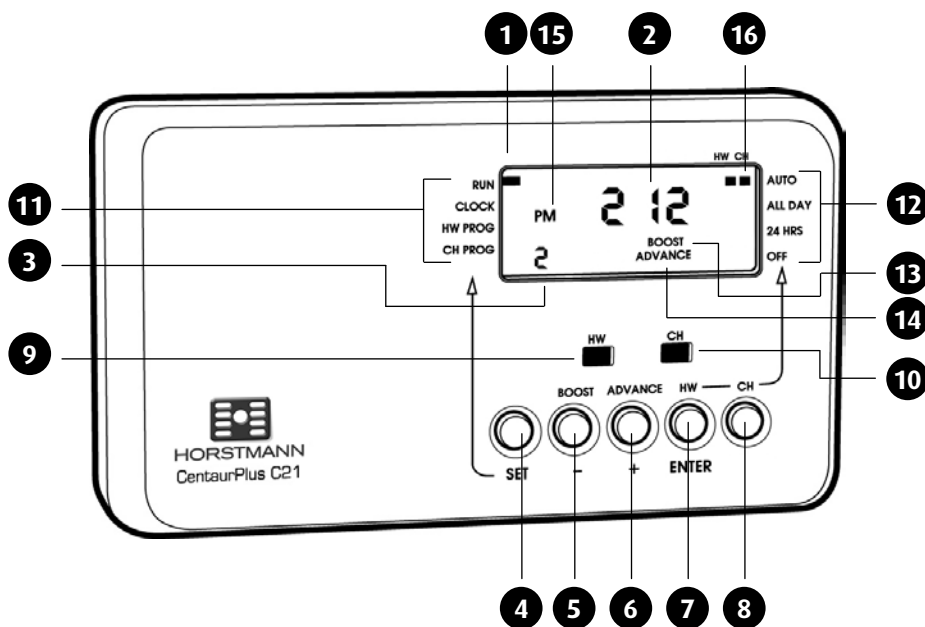 1 15 2 16
HW CH
11 RUN AUTO 12
CLOCK PM 2 12 ALL DAY
HW PROG 24 HRS
BOOST
3 CH PROG 2 ADVANCE OFF 13
14
9 HW CH 10
BOOST ADVANCE HW CH
HORSTMANN
CentaurPlus C21
SET - + ENTER
4 5 6 7 8